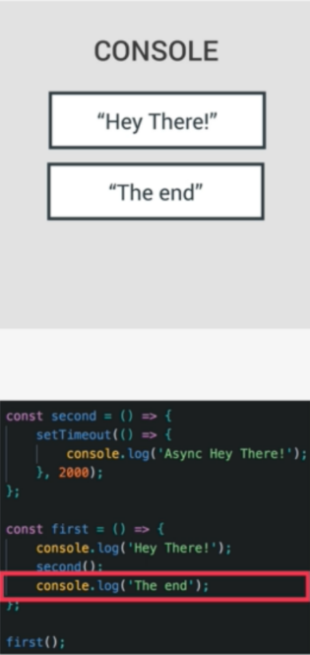 CONSOLE
“Hey There!”
“The end”
const second = () => {
setTimeout(() => {
console.log('Async Hey There!');
}, 2000);
};
const first = () => {
console.log('Hey There!');
second();
console.log('The end');
};
first();